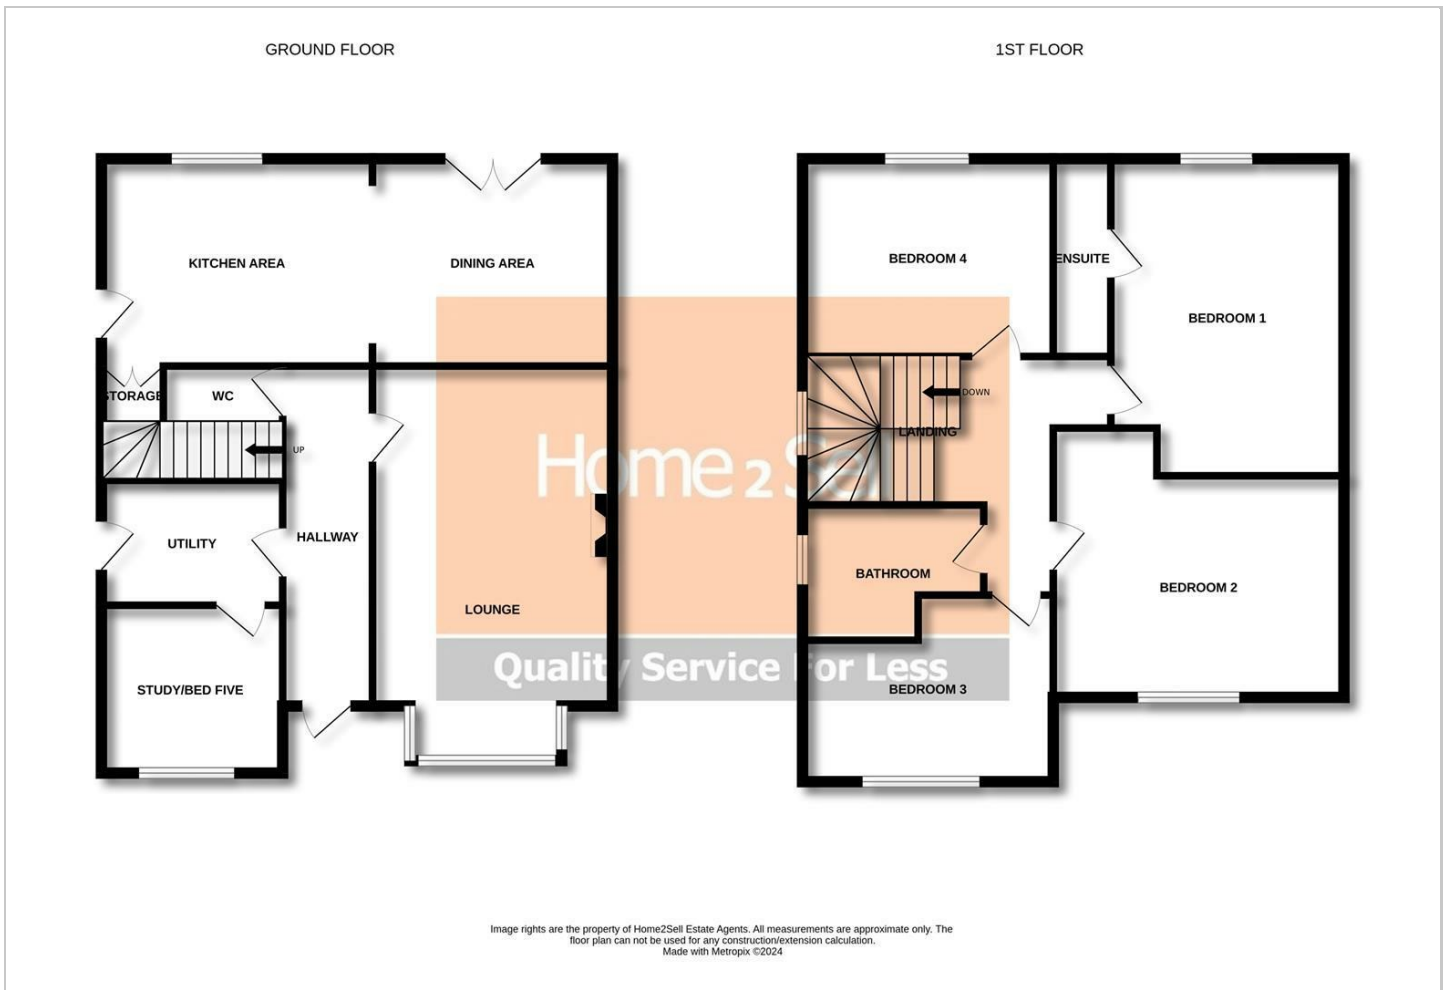 GROUND FLOOR
1ST FLOOR
KITCHEN AREA
DINING AREA
STORAGE
WC
UP
UTILITY
HALLWAY
LOUNGE
STUDY/BED FIVE
BEDROOM 4
ENSUITE
BEDROOM 1
DOWN
LANDING
BATHROOM
BEDROOM 2
BEDROOM 3
Home2Sell
Quality Service For Less
Image rights are the property of Home2Sell Estate Agents. All measurements are approximate only. The
floor plan can not be used for any construction/extension calculation.
Made with Metropix ©2024